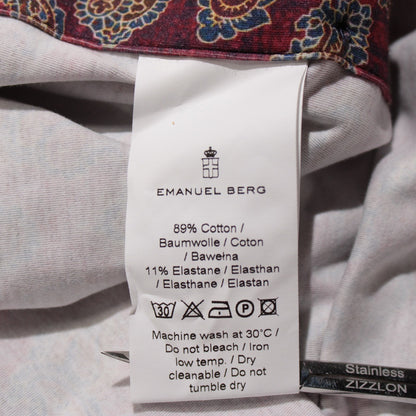 EMANUEL BERG
89% Cotton /
Baumwolle / Coton
/ Bawełna
11% Elastane / Elasthan
/ Elasthane / Elastan
30
P
Machine wash at 30°C /
Do not bleach / Iron
low temp. / Dry
cleanable / Do not
tumble dry
Stainless
ZIZZLON